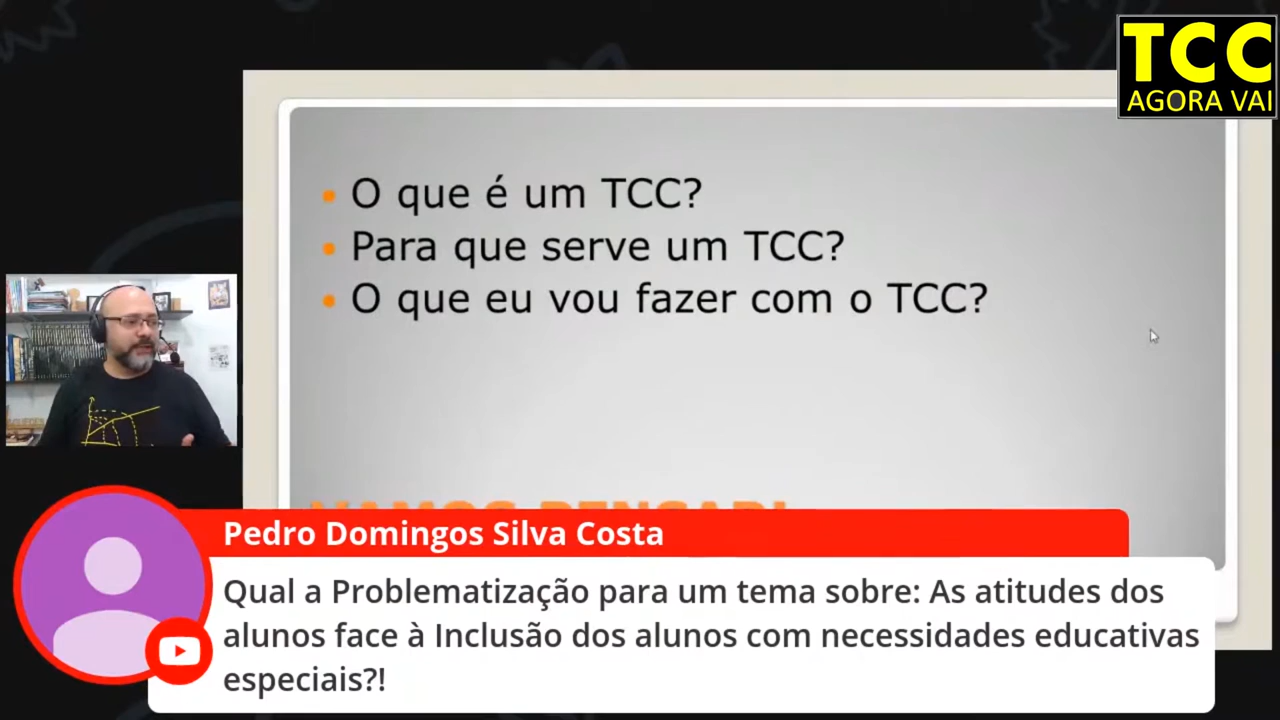 TCC
AGORA VAI
• O que é um TCC?
• Para que serve um TCC?
• O que eu vou fazer com o TCC?
VAMOS PENSAR!
Pedro Domingos Silva Costa
Qual a Problematização para um tema sobre: As atitudes dos
alunos face à Inclusão dos alunos com necessidades educativas
especiais?!